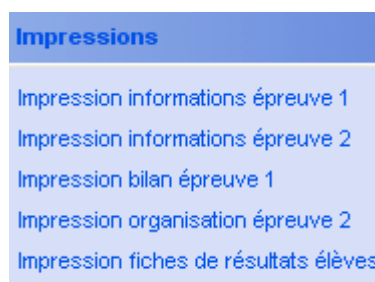 Impressions
Impression informations épreuve 1
Impression informations épreuve 2
Impression bilan épreuve 1
Impression organisation épreuve 2
Impression fiches de résultats élèves